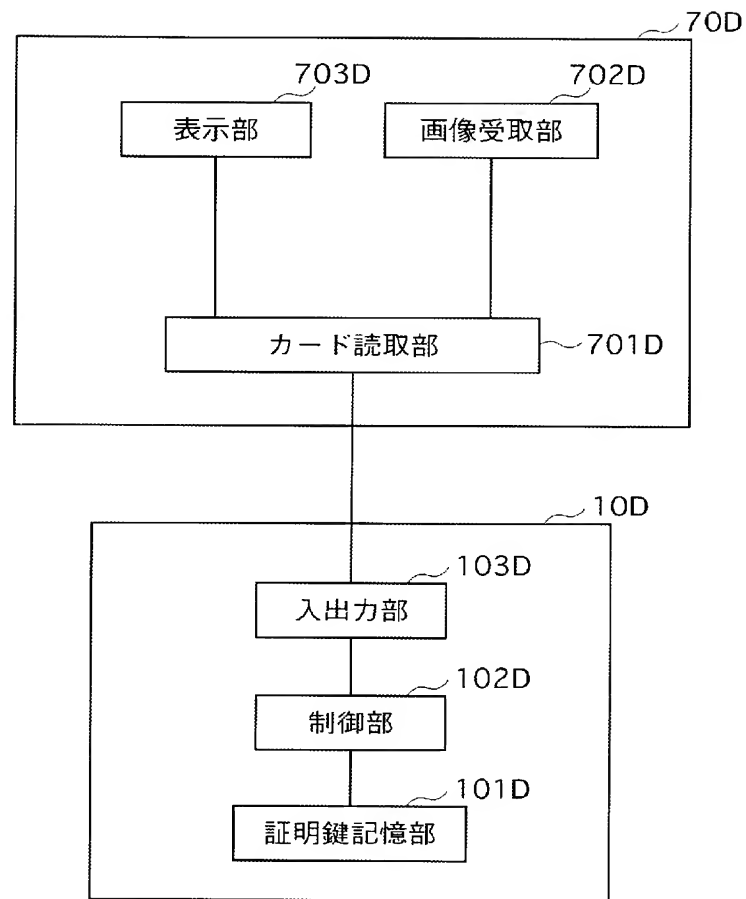 70D
703D
702D
表示部
画像受取部
カード読取部
701D
10D
103D
入出力部
102D
制御部
101D
証明鍵記憶部